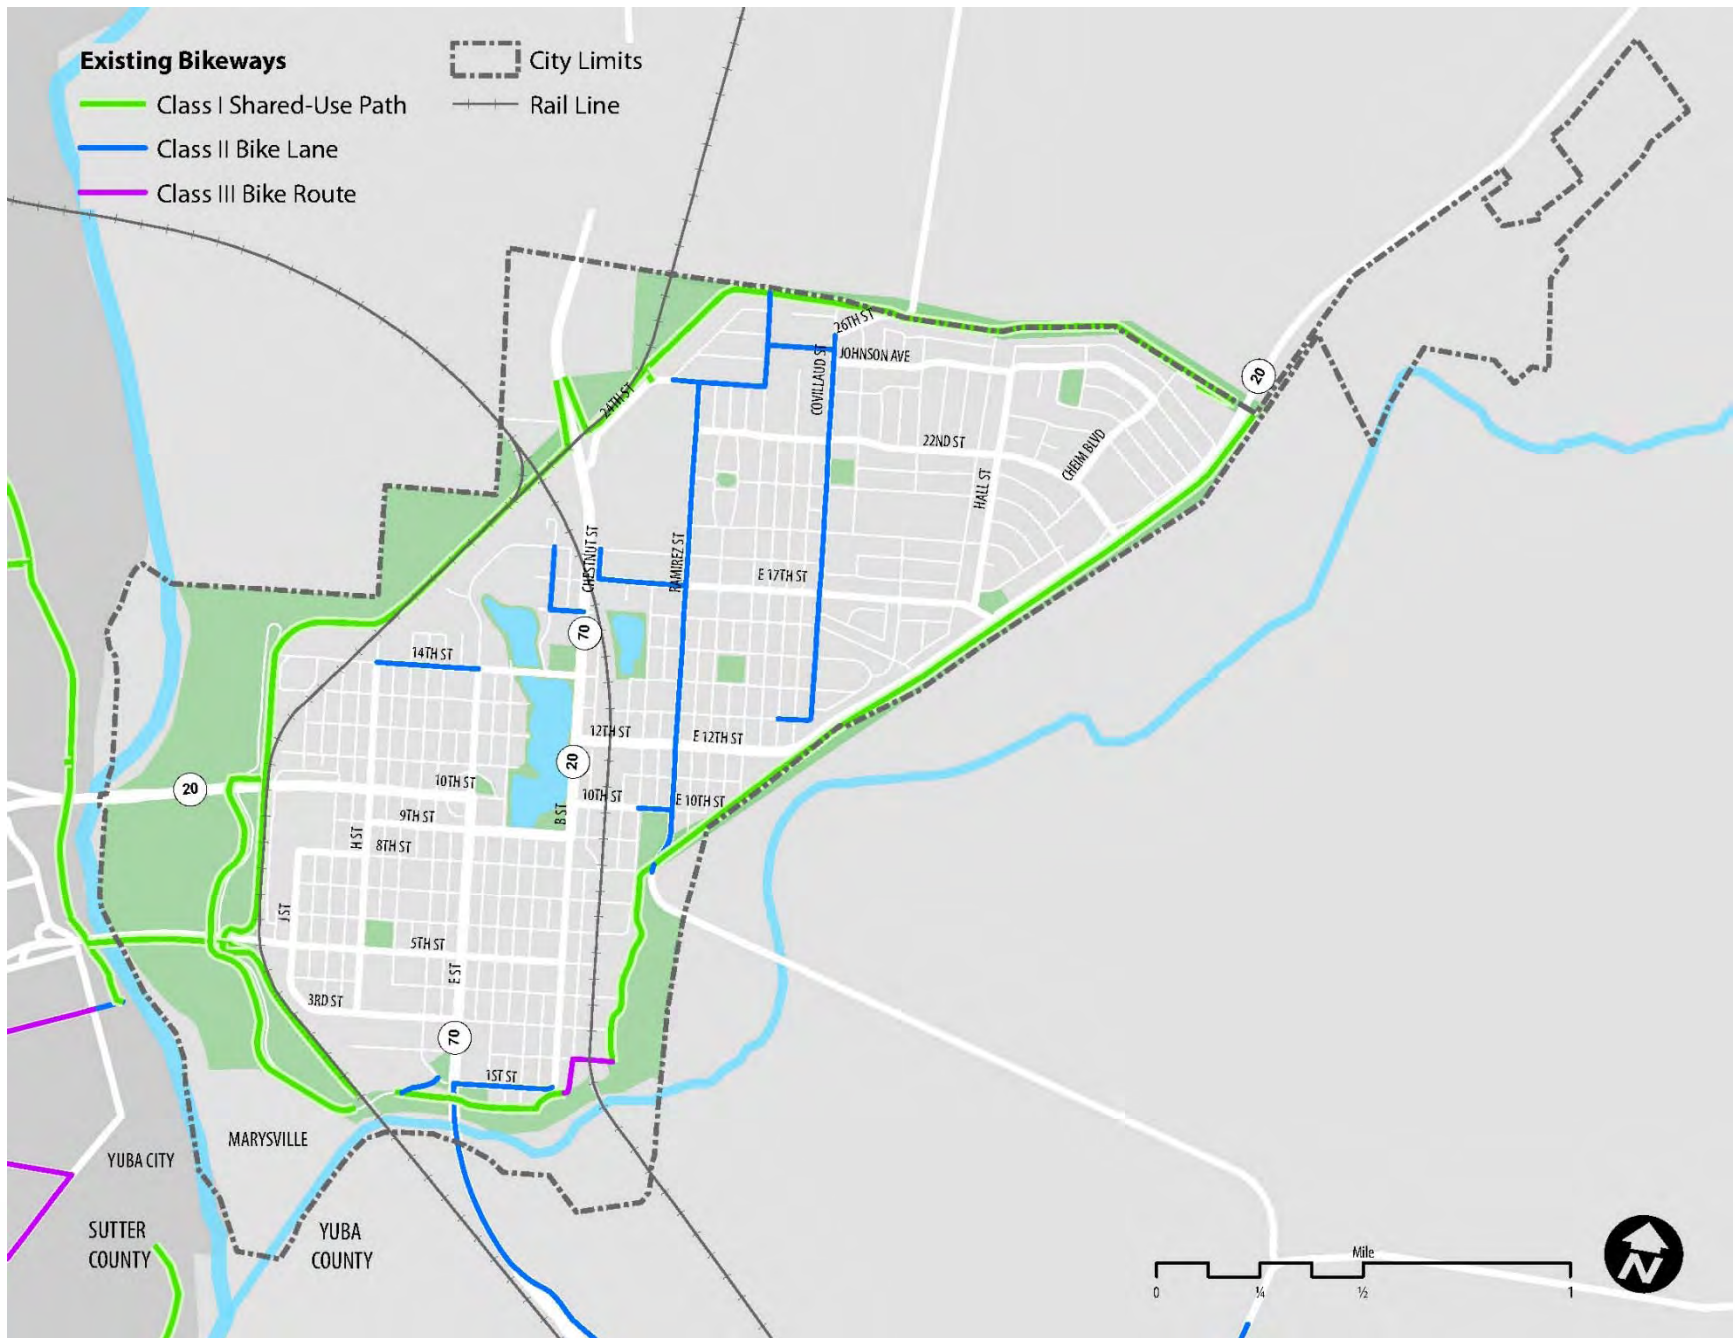 Existing Bikeways
Class I Shared-Use Path
Class II Bike Lane
Class III Bike Route
City Limits
Rail Line
26TH ST
JOHNSON AVE
COVILLAUD ST
20
24TH ST
22ND ST
CHEIM BLVD
HALL ST
CHESTNUT ST
RAMIREZ ST
E 17TH ST
70
14TH ST
12TH ST
E 12TH ST
20
20
10TH ST
10TH ST
E 10TH ST
B ST
9TH ST
H ST
8TH ST
J ST
5TH ST
E ST
3RD ST
70
1ST ST
MARYSVILLE
YUBA CITY
SUTTER
COUNTY
YUBA
COUNTY
Mile
0
¼
½
1
N